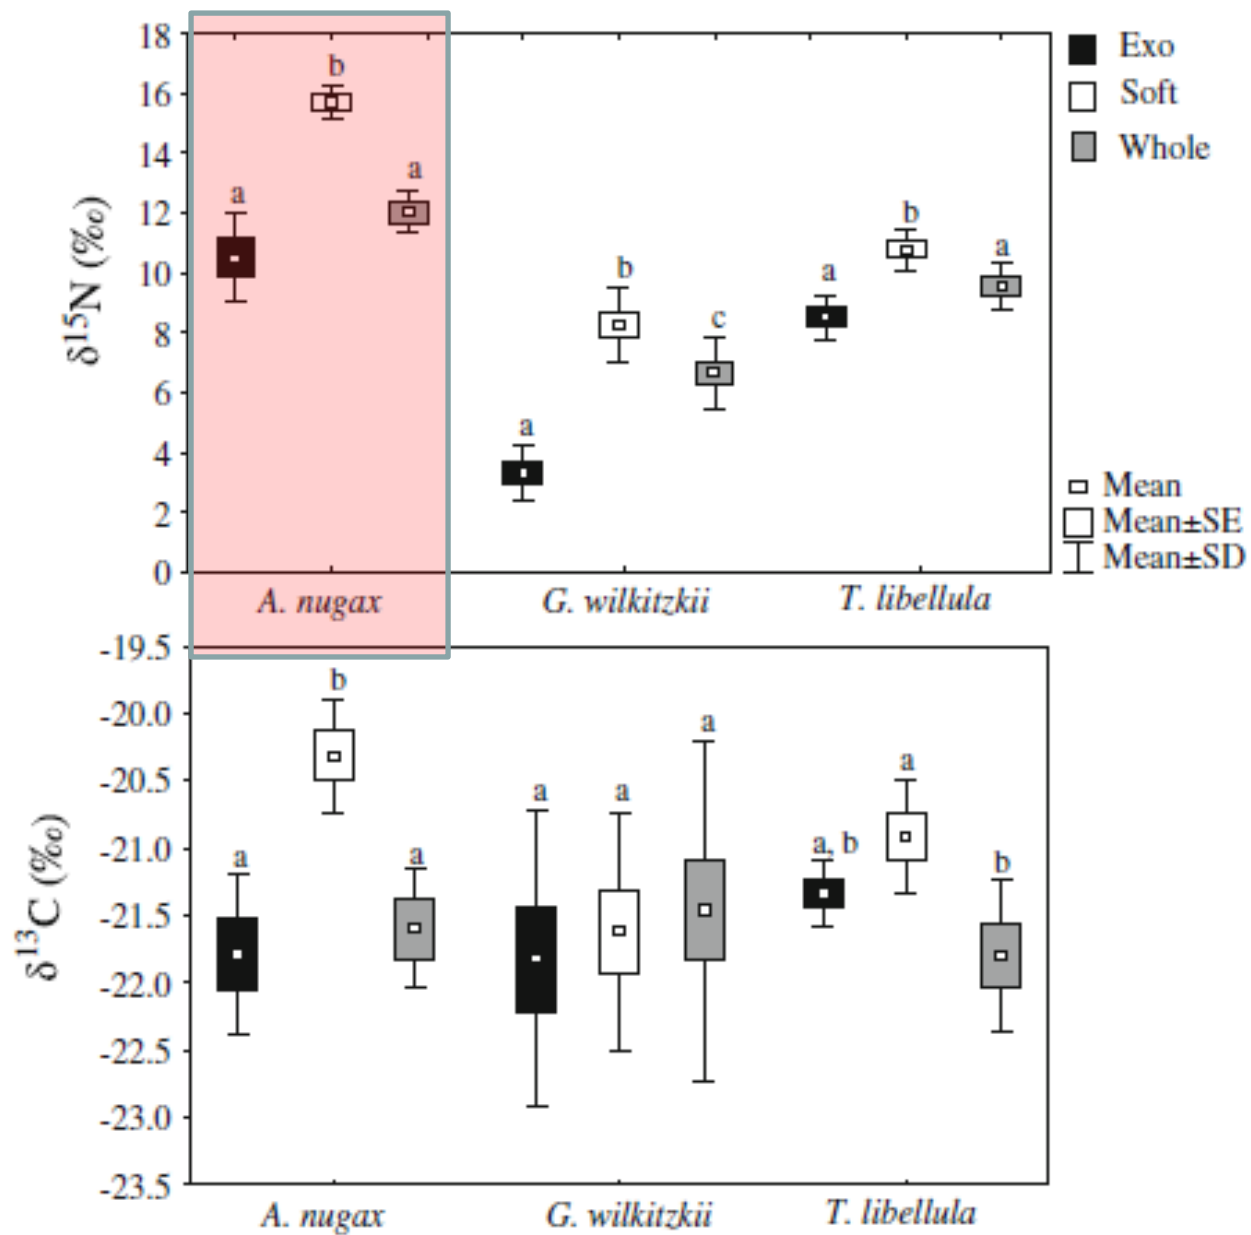 18
16
14
12
10
8
6
4
2
0
δ15N (‰)
a
b
a
a
b
c
a
b
a
A. nugax
G. wilkitzkii
T. libellula
Exo
Soft
Whole
Mean
Mean±SE
Mean±SD
-19.5
-20.0
-20.5
-21.0
-21.5
-22.0
-22.5
-23.0
-23.5
δ13C (‰)
a
b
a
a
a
a
a, b
a
b
A. nugax
G. wilkitzkii
T. libellula